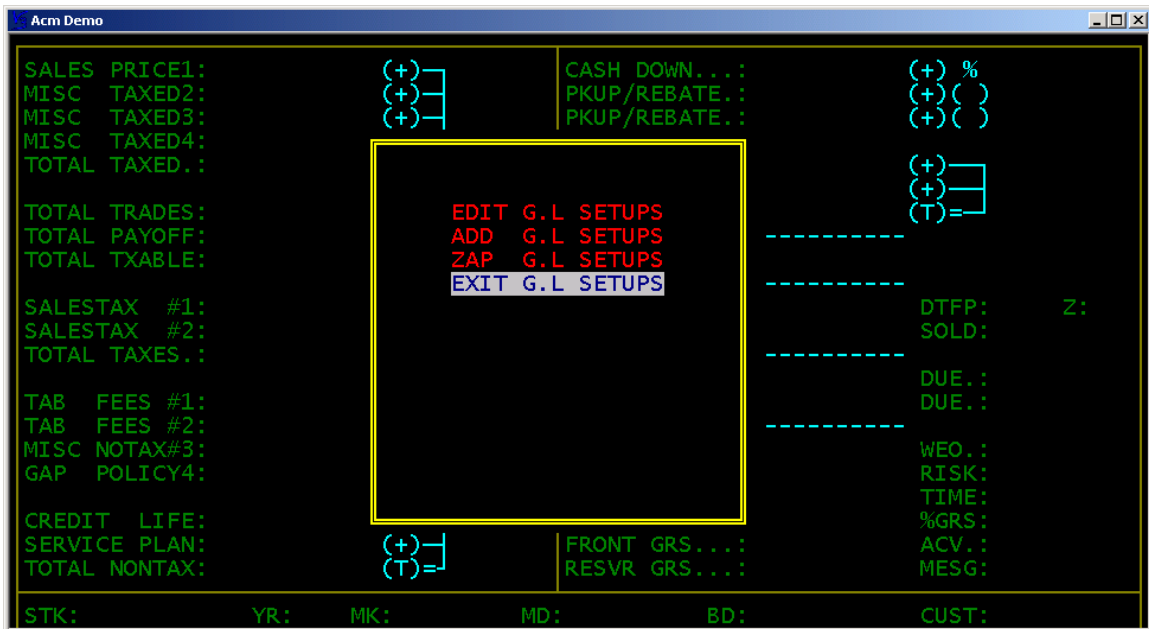 Acm Demo
SALES PRICE1: (+) CASH DOWN...: (+) %
MISC TAXED2: (+) PKUP/REBATE.: (+)( )
MISC TAXED3: (+) PKUP/REBATE.: (+)( )
MISC TAXED4:
TOTAL TAXED.: (+)
(+)
TOTAL TRADES: EDIT G.L SETUPS (T)=
TOTAL PAYOFF: ADD G.L SETUPS ----------
TOTAL TXABLE: ZAP G.L SETUPS
EXIT G.L SETUPS ----------
SALESTAX #1: DTFP: Z:
SALESTAX #2: SOLD:
TOTAL TAXES.: ----------
DUE.:
TAB FEES #1: DUE.:
TAB FEES #2: ----------
MISC NOTAX#3: WEO.:
GAP POLICY4: RISK:
TIME:
CREDIT LIFE: %GRS:
SERVICE PLAN: (+) FRONT GRS...: ACV.:
TOTAL NONTAX: (T)= RESVR GRS...: MESG:
STK: YR: MK: MD: BD: CUST: